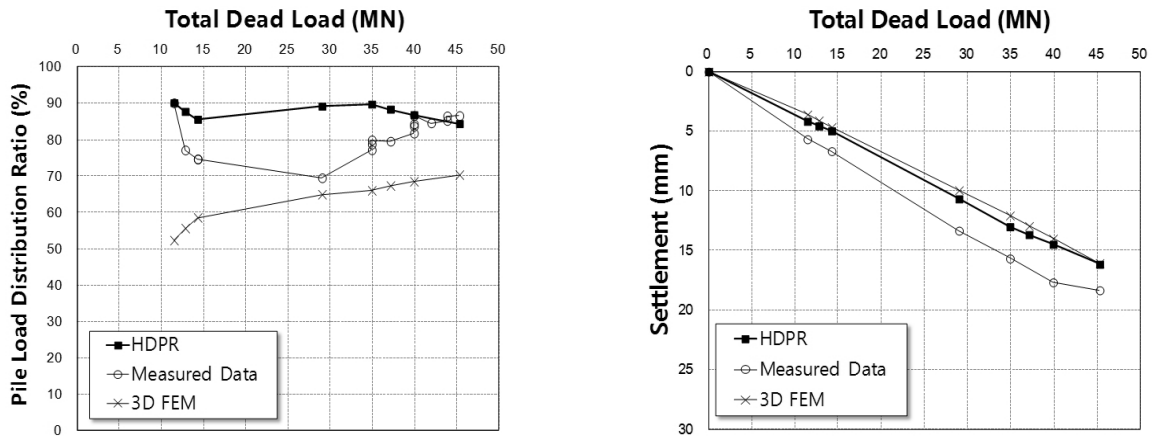 Total Dead Load (MN)
0 5 10 15 20 25 30 35 40 45 50
Pile Load Distribution Ratio (%)
100
90
80
70
60
50
40
30
20
10
0
HDPR
Measured Data
3D FEM
Total Dead Load (MN)
0 5 10 15 20 25 30 35 40 45 50
Settlement (mm)
0
5
10
15
20
25
30
HDPR
Measured Data
3D FEM